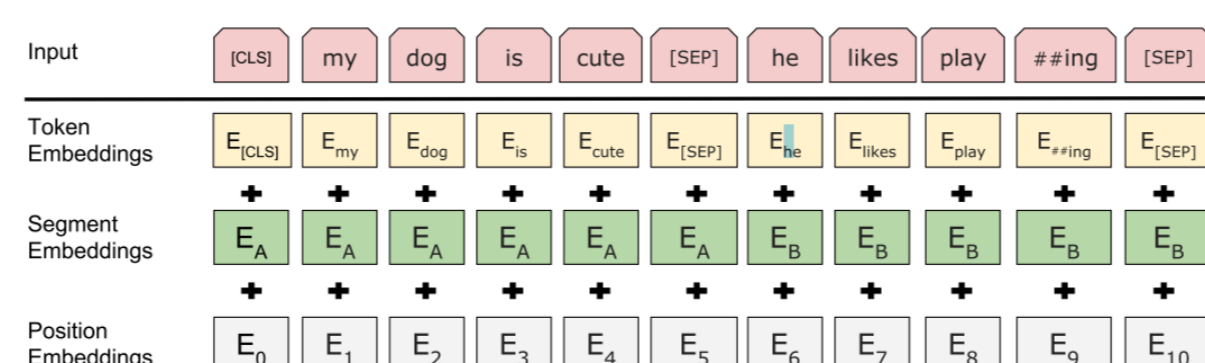 Input [CLS] my dog is cute [SEP] he likes play ##ing [SEP]
Token
Embeddings E[CLS] Emy Edog Eis Ecute E[SEP] Ehe Elikes Eplay E##ing E[SEP]
+ + + + + + + + + + +
Segment
Embeddings EA EA EA EA EA EA EB EB EB EB EB
+ + + + + + + + + + +
Position
Embeddings E0 E1 E2 E3 E4 E5 E6 E7 E8 E9 E10